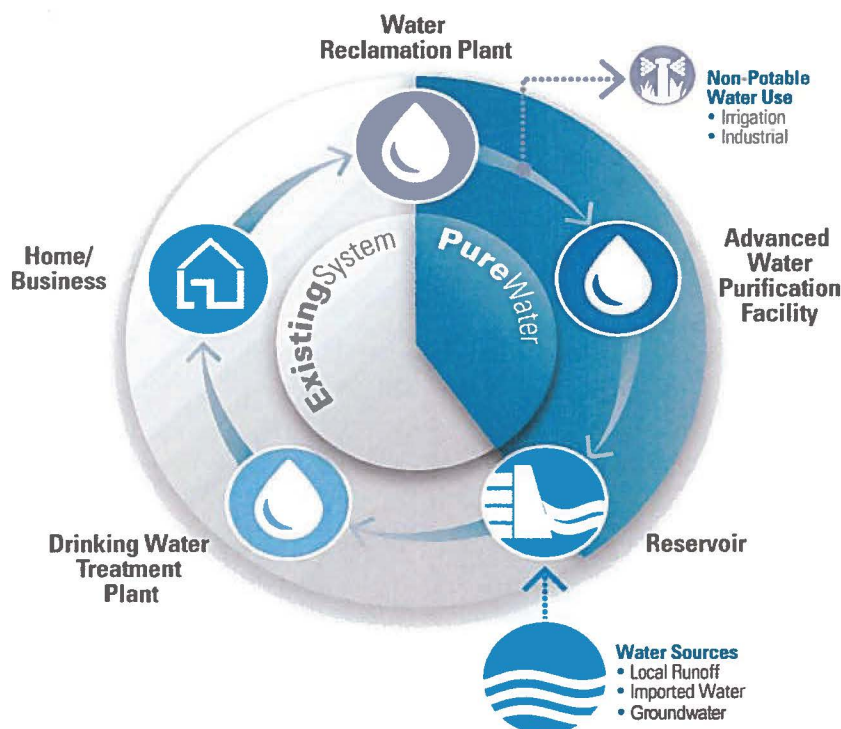 Water
Reclamation Plant
Non-Potable
Water Use
• Irrigation
• Industrial
Home/
Business
ExistingSystem
PureWater
Advanced
Water
Purification
Facility
Drinking Water
Treatment
Plant
Reservoir
Water Sources
• Local Runoff
• Imported Water
• Groundwater